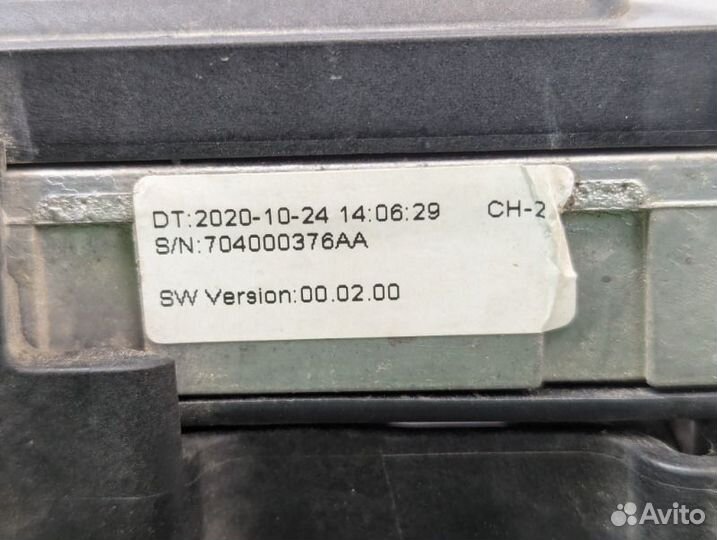 DT:2020-10-24 14:06:29 CH-2
S/N:704000376AA
SW Version:00.02.00
Avito